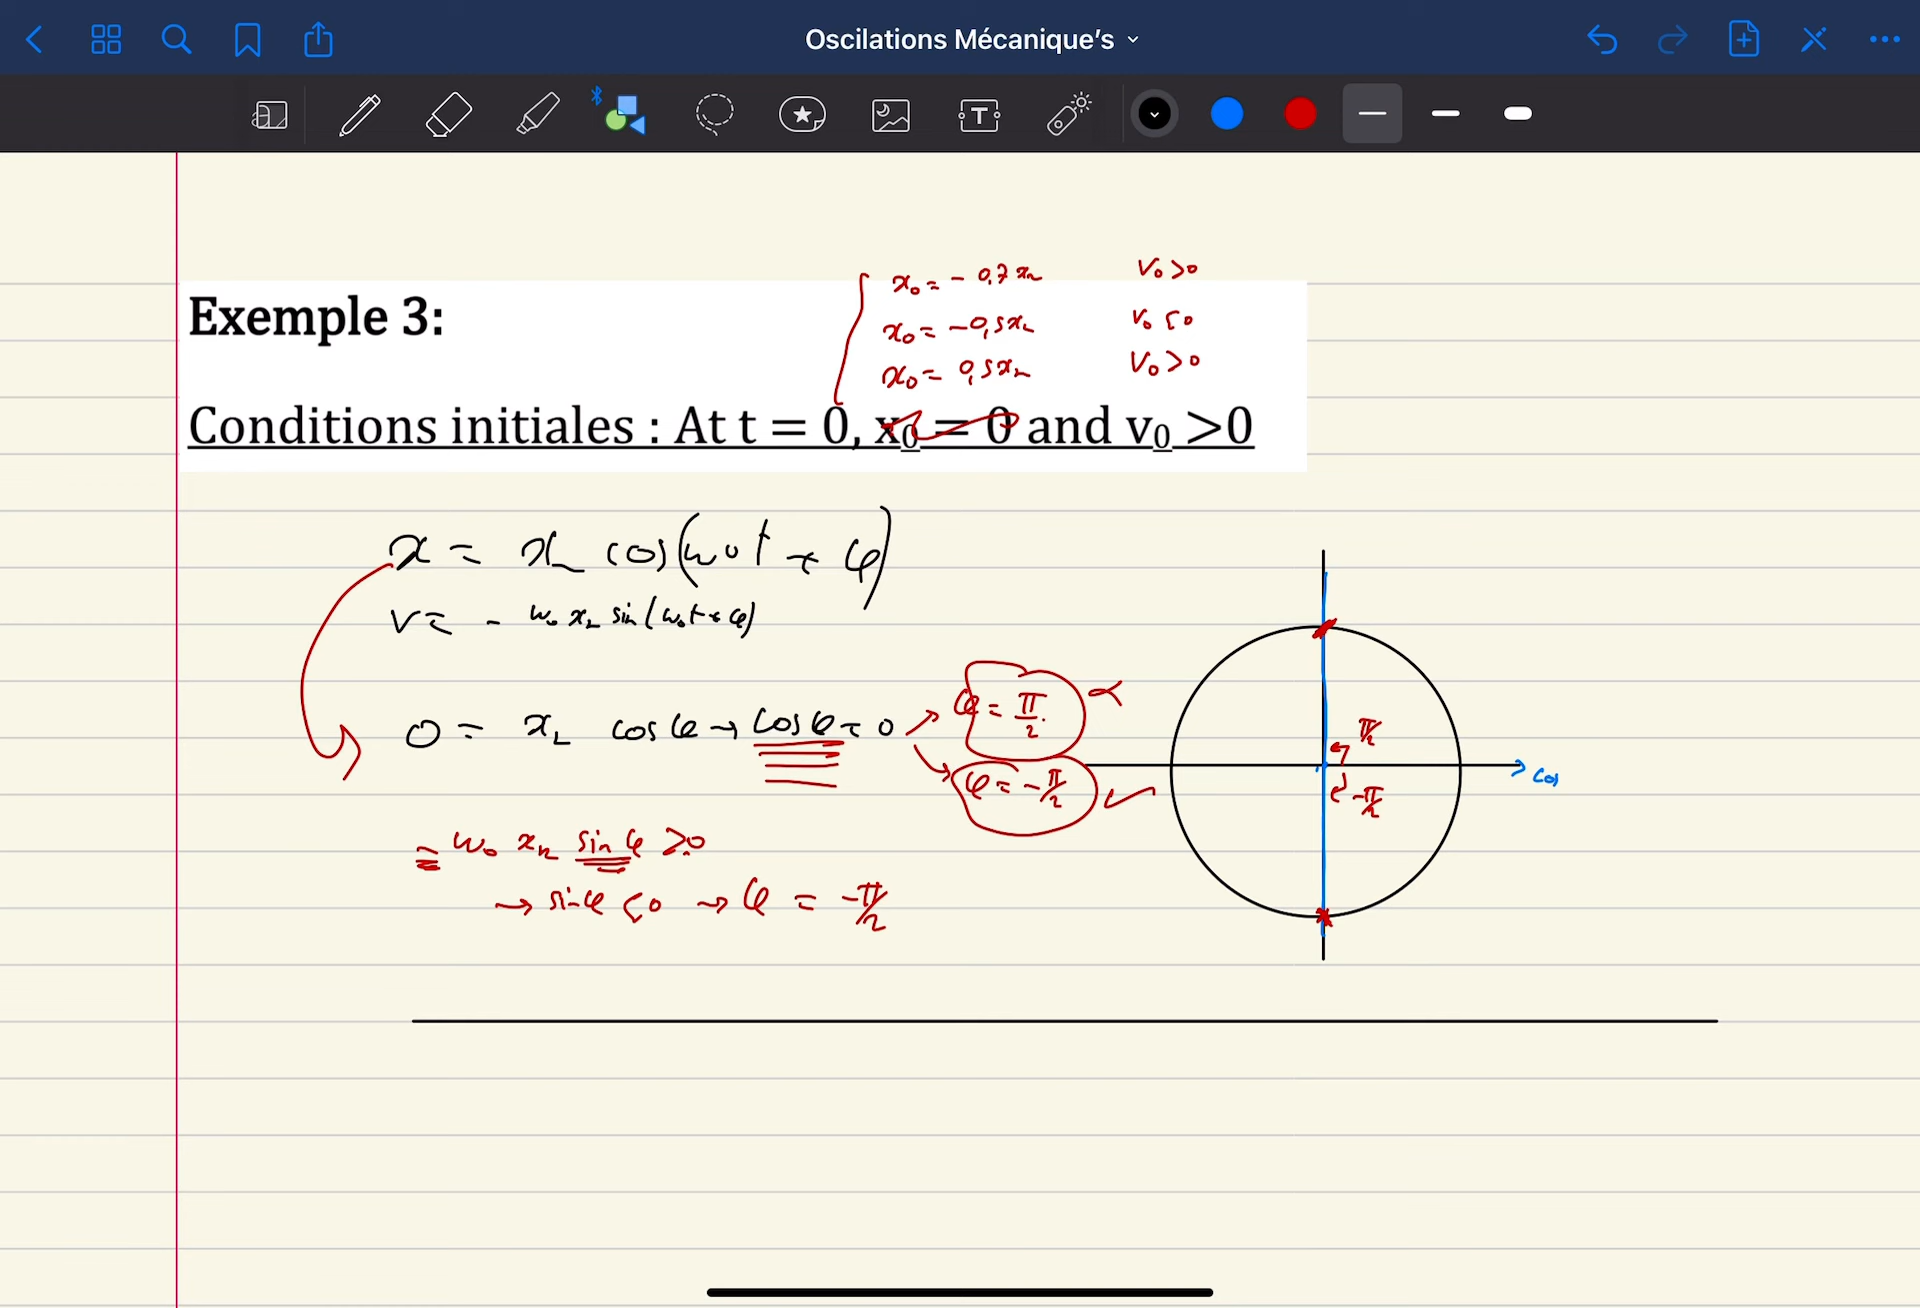 Oscilations Mécanique's
x₀ = - 0,7 xₘ V₀ > 0
x₀ = - 0,5 xₘ V₀ < 0
x₀ = 0,5 xₘ V₀ > 0
Exemple 3:
Conditions initiales : At t = 0, x₀ = 0 and v₀ >0
x = xₘ cos(ω₀t + φ)
v = - ω₀ xₘ sin(ω₀t + φ)
0 = xₘ cos φ → cos φ = 0
φ = π/2
φ = - π/2
- ω₀ xₘ sin φ > 0
→ sin φ < 0 → φ = -π/2
π/2
-π/2
cos